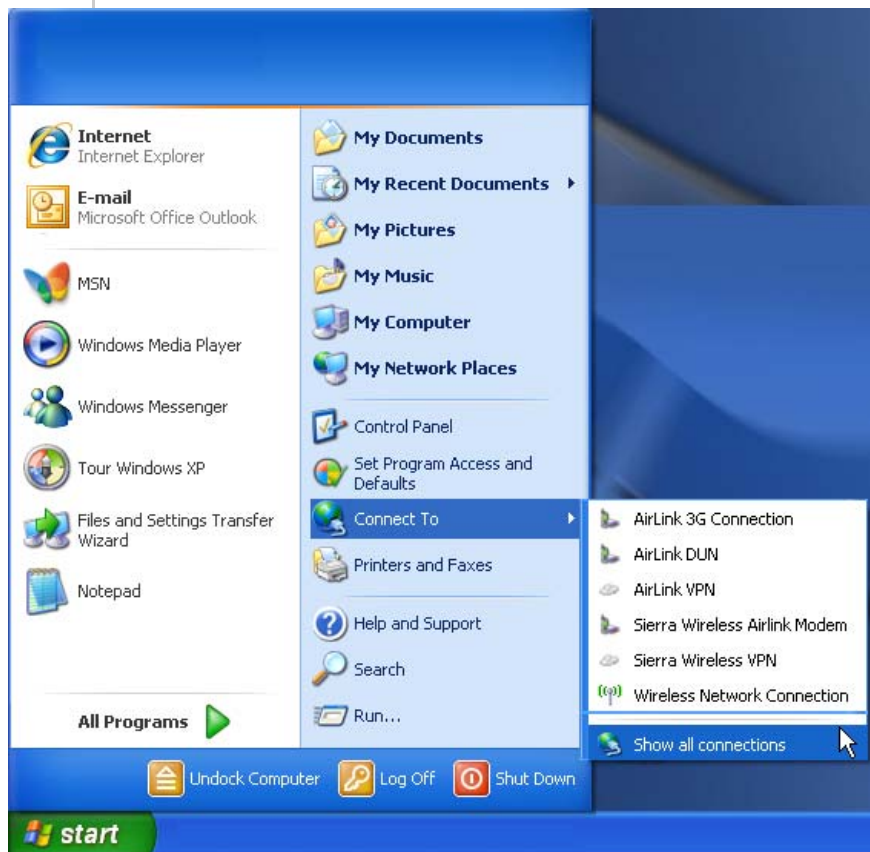 Internet
Internet Explorer
E-mail
Microsoft Office Outlook
MSN
Windows Media Player
Windows Messenger
Tour Windows XP
Files and Settings Transfer
Wizard
Notepad
All Programs
My Documents
My Recent Documents
My Pictures
My Music
My Computer
My Network Places
Control Panel
Set Program Access and
Defaults
Connect To
Printers and Faxes
Help and Support
Search
Run...
AirLink 3G Connection
AirLink DUN
AirLink VPN
Sierra Wireless Airlink Modem
Sierra Wireless VPN
Wireless Network Connection
Show all connections
Undock Computer
Log Off
Shut Down
start